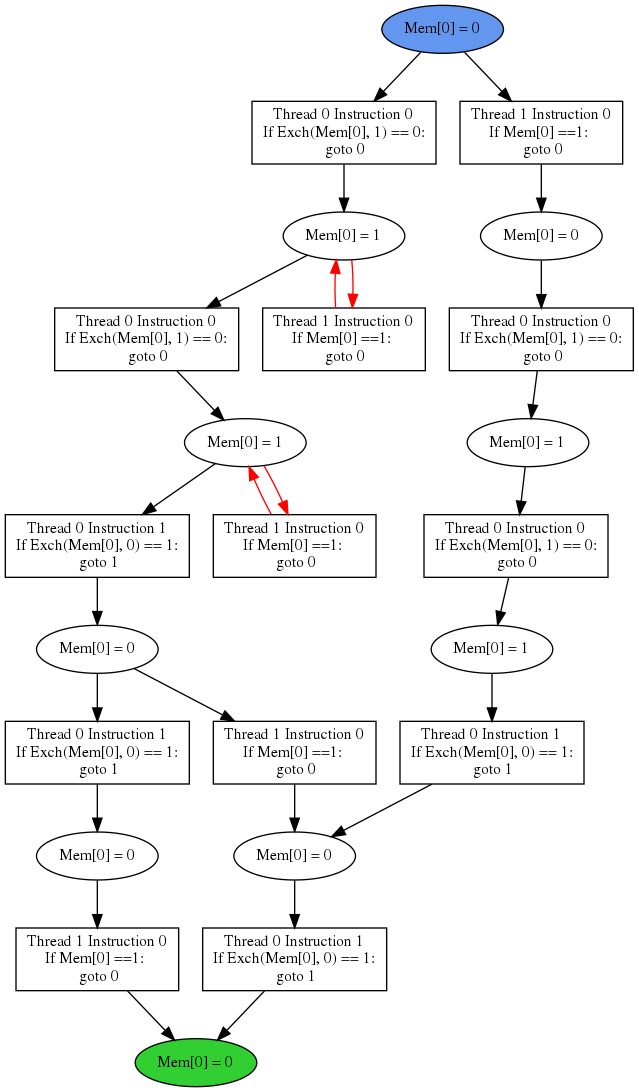 Mem[0] = 0
Thread 0 Instruction 0
If Exch(Mem[0], 1) == 0:
goto 0
Thread 1 Instruction 0
If Mem[0] ==1:
goto 0
Mem[0] = 1
Mem[0] = 0
Thread 0 Instruction 0
If Exch(Mem[0], 1) == 0:
goto 0
Thread 1 Instruction 0
If Mem[0] ==1:
goto 0
Thread 0 Instruction 0
If Exch(Mem[0], 1) == 0:
goto 0
Mem[0] = 1
Mem[0] = 1
Thread 0 Instruction 1
If Exch(Mem[0], 0) == 1:
goto 1
Thread 1 Instruction 0
If Mem[0] ==1:
goto 0
Thread 0 Instruction 0
If Exch(Mem[0], 1) == 0:
goto 0
Mem[0] = 0
Mem[0] = 1
Thread 0 Instruction 1
If Exch(Mem[0], 0) == 1:
goto 1
Thread 1 Instruction 0
If Mem[0] ==1:
goto 0
Thread 0 Instruction 1
If Exch(Mem[0], 0) == 1:
goto 1
Mem[0] = 0
Mem[0] = 0
Thread 1 Instruction 0
If Mem[0] ==1:
goto 0
Thread 0 Instruction 1
If Exch(Mem[0], 0) == 1:
goto 1
Mem[0] = 0